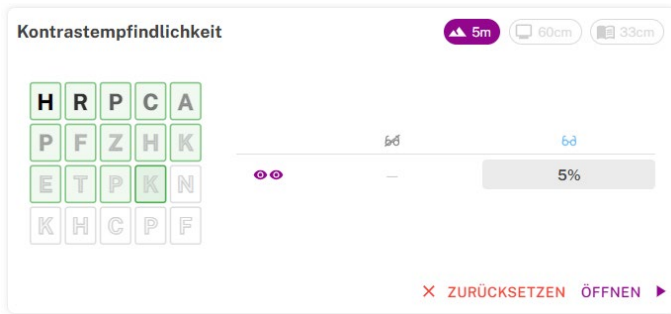 Kontrastempfindlichkeit
5m 60cm 33cm
H R P C A
P F Z H K
E T P K N
K H C P F
—
5%
ZURÜCKSETZEN ÖFFNEN